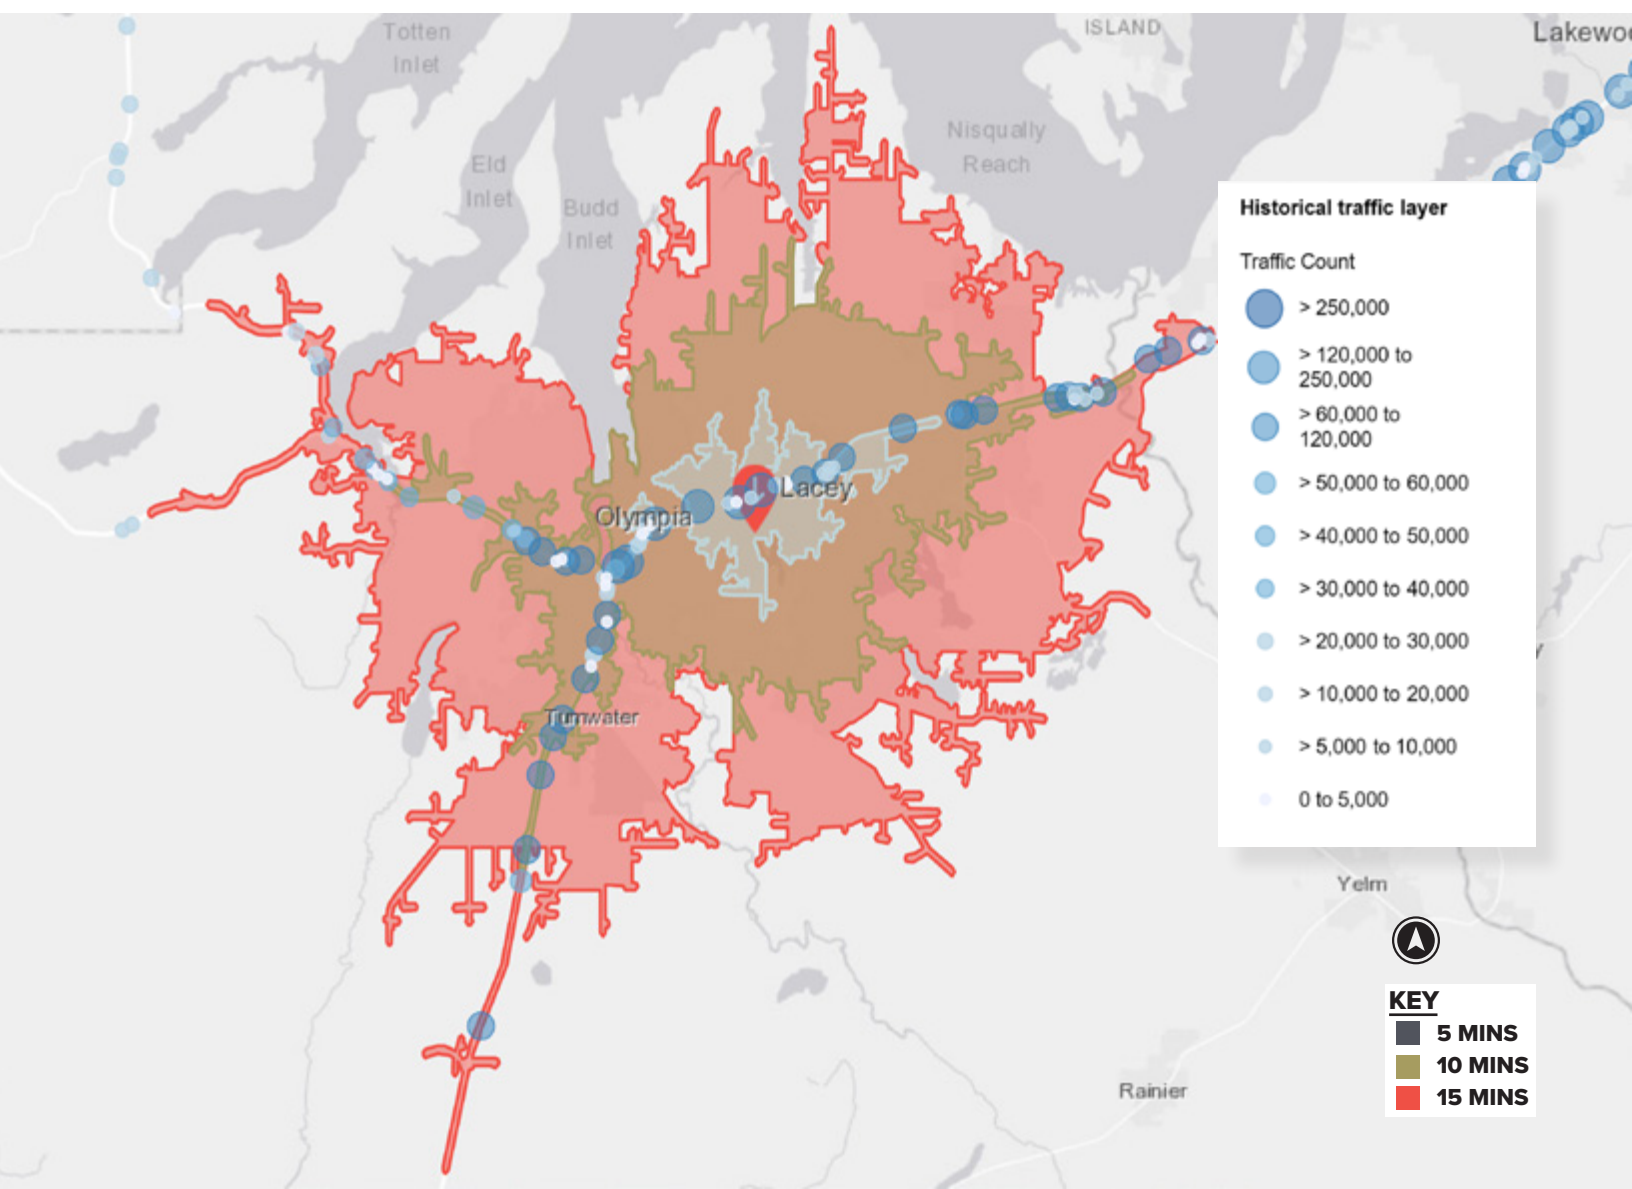 Totten
Inlet
ISLAND
Lakewoo
Nisqually
Reach
Eld
Inlet
Budd
Inlet
Historical traffic layer
Traffic Count
> 250,000
> 120,000 to
250,000
> 60,000 to
120,000
> 50,000 to 60,000
> 40,000 to 50,000
> 30,000 to 40,000
> 20,000 to 30,000
> 10,000 to 20,000
> 5,000 to 10,000
0 to 5,000
Lacey
Olympia
Tumwater
Yelm
KEY
5 MINS
10 MINS
15 MINS
Rainier